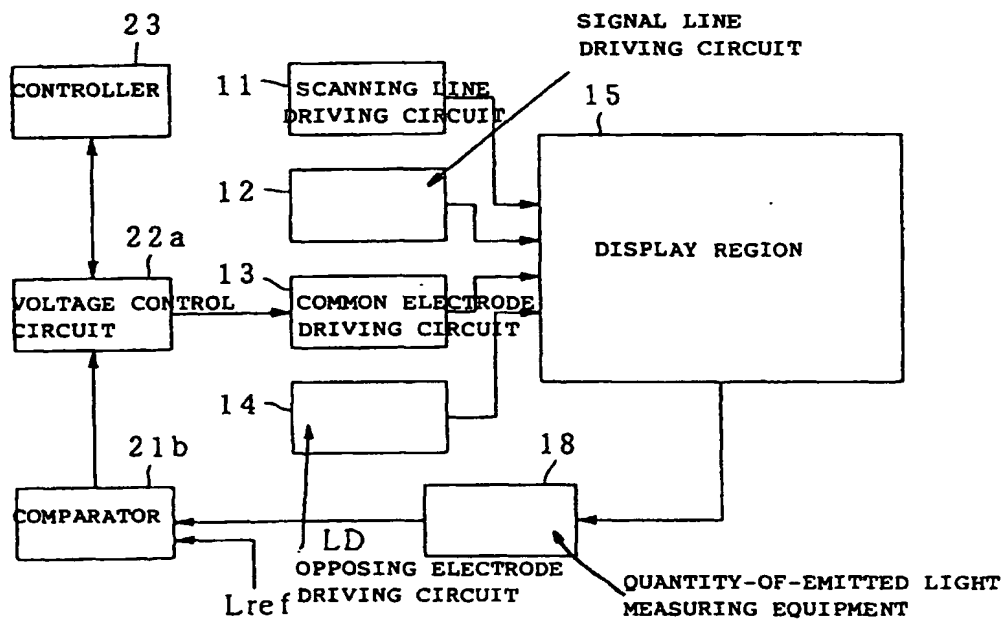 23
CONTROLLER
11
SCANNING LINE
DRIVING CIRCUIT
SIGNAL LINE
DRIVING CIRCUIT
15
12
22a
VOLTAGE CONTROL
CIRCUIT
13
COMMON ELECTRODE
DRIVING CIRCUIT
DISPLAY REGION
14
21b
COMPARATOR
18
LD
Lref
OPPOSING ELECTRODE
DRIVING CIRCUIT
QUANTITY-OF-EMITTED LIGHT
MEASURING EQUIPMENT